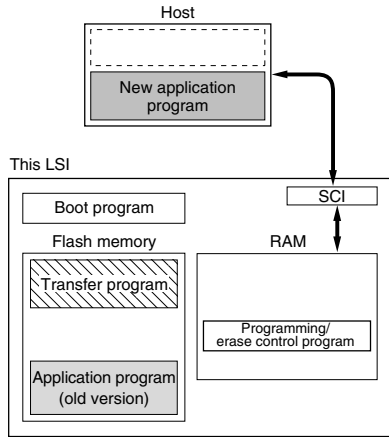 Host
New application
program
This LSI
SCI
Boot program
Flash memory
RAM
Transfer program
Programming/
erase control program
Application program
(old version)